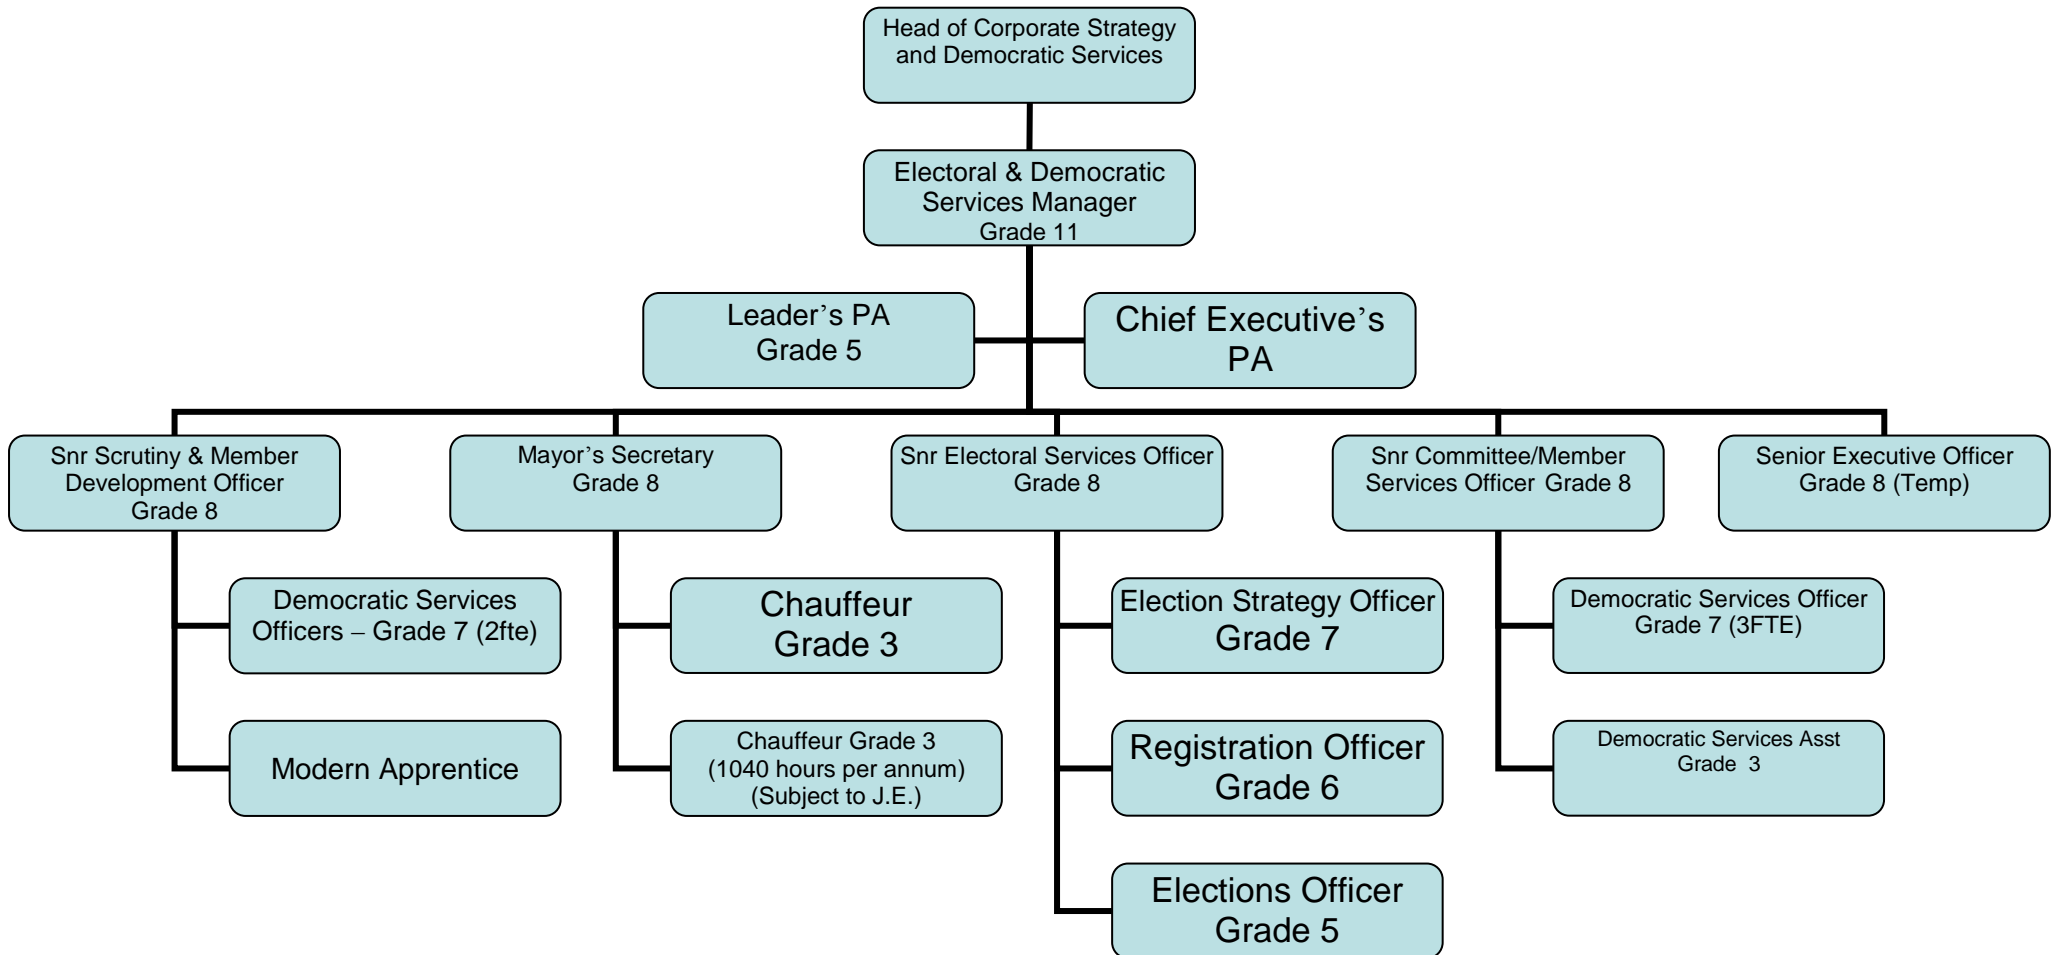 Head of Corporate Strategy
and Democratic Services
Electoral & Democratic
Services Manager
Grade 11
Leader’s PA
Grade 5
Chief Executive’s
PA
Snr Scrutiny & Member
Development Officer
Grade 8
Mayor’s Secretary
Grade 8
Snr Electoral Services Officer
Grade 8
Snr Committee/Member
Services Officer Grade 8
Senior Executive Officer
Grade 8 (Temp)
Democratic Services
Officers – Grade 7 (2fte)
Chauffeur
Grade 3
Election Strategy Officer
Grade 7
Democratic Services Officer
Grade 7 (3FTE)
Modern Apprentice
Chauffeur Grade 3
(1040 hours per annum)
(Subject to J.E.)
Registration Officer
Grade 6
Democratic Services Asst
Grade 3
Elections Officer
Grade 5